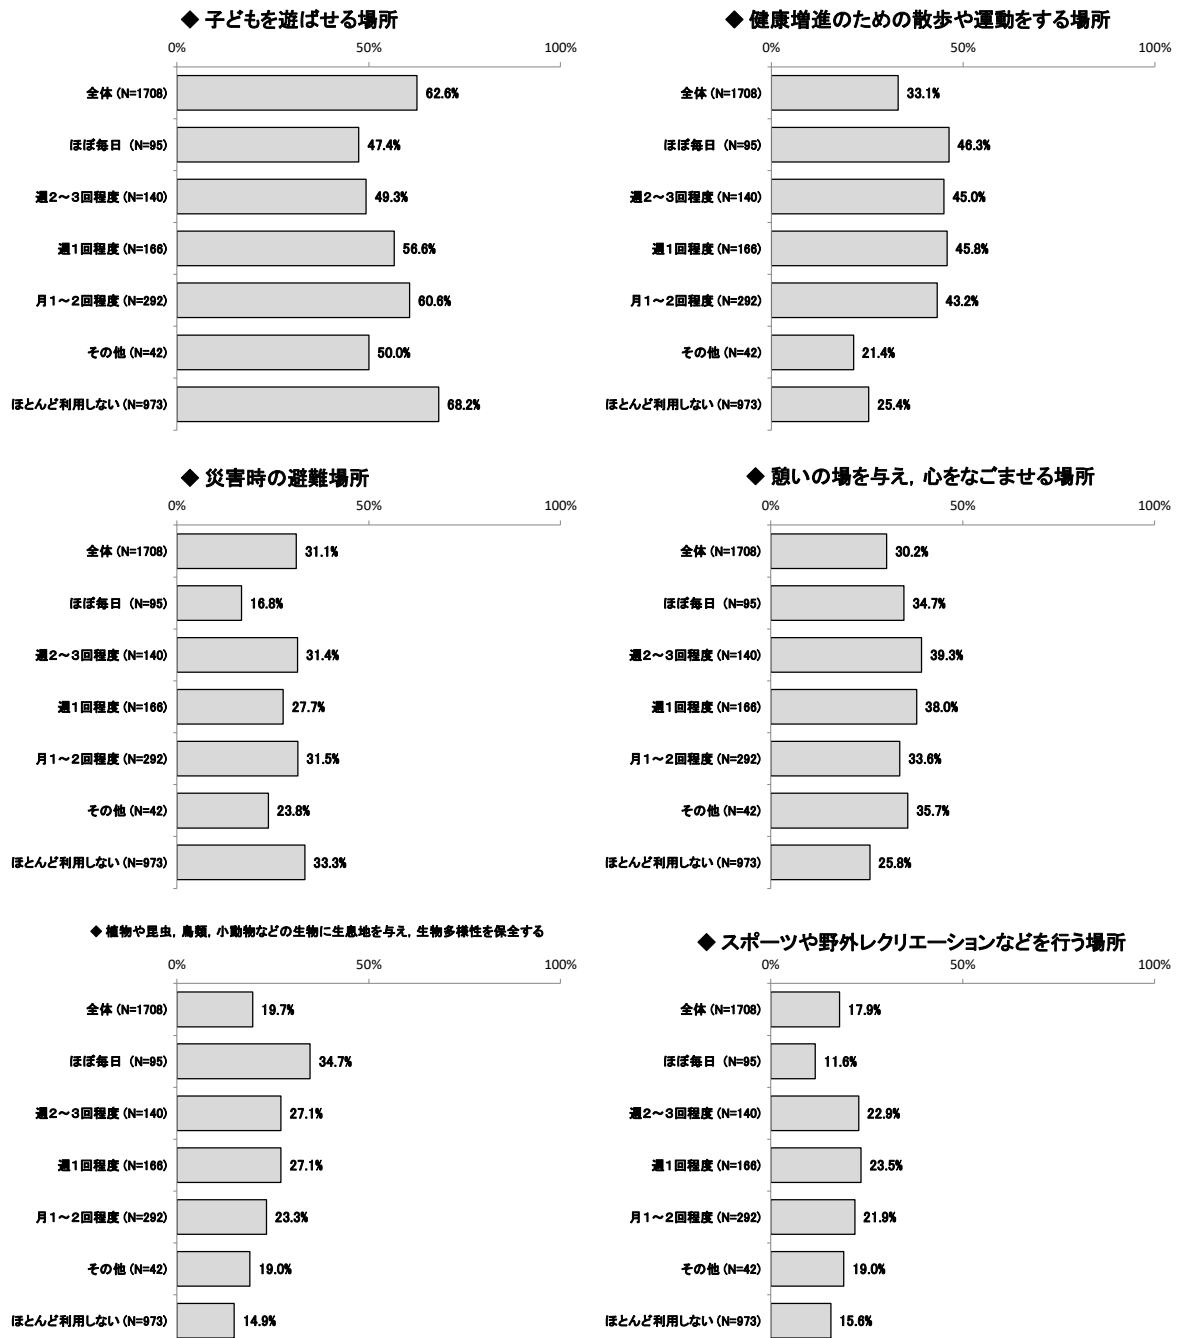 ◆ 子どもを遊ばせる場所
0% 50% 100%
全体 (N=1708) 62.6%
ほぼ毎日 (N=95) 47.4%
週2～3回程度 (N=140) 49.3%
週1回程度 (N=166) 56.6%
月1～2回程度 (N=292) 60.6%
その他 (N=42) 50.0%
ほとんど利用しない (N=973) 68.2%
◆ 健康増進のための散歩や運動をする場所
0% 50% 100%
全体 (N=1708) 33.1%
ほぼ毎日 (N=95) 46.3%
週2～3回程度 (N=140) 45.0%
週1回程度 (N=166) 45.8%
月1～2回程度 (N=292) 43.2%
その他 (N=42) 21.4%
ほとんど利用しない (N=973) 25.4%
◆ 災害時の避難場所
0% 50% 100%
全体 (N=1708) 31.1%
ほぼ毎日 (N=95) 16.8%
週2～3回程度 (N=140) 31.4%
週1回程度 (N=166) 27.7%
月1～2回程度 (N=292) 31.5%
その他 (N=42) 23.8%
ほとんど利用しない (N=973) 33.3%
◆ 憩いの場を与え，心をなごませる場所
0% 50% 100%
全体 (N=1708) 30.2%
ほぼ毎日 (N=95) 34.7%
週2～3回程度 (N=140) 39.3%
週1回程度 (N=166) 38.0%
月1～2回程度 (N=292) 33.6%
その他 (N=42) 35.7%
ほとんど利用しない (N=973) 25.8%
◆ 植物や昆虫，鳥類，小動物などの生物に生息地を与え，生物多様性を保全する
0% 50% 100%
全体 (N=1708) 19.7%
ほぼ毎日 (N=95) 34.7%
週2～3回程度 (N=140) 27.1%
週1回程度 (N=166) 27.1%
月1～2回程度 (N=292) 23.3%
その他 (N=42) 19.0%
ほとんど利用しない (N=973) 14.9%
◆ スポーツや野外レクリエーションなどを行う場所
0% 50% 100%
全体 (N=1708) 17.9%
ほぼ毎日 (N=95) 11.6%
週2～3回程度 (N=140) 22.9%
週1回程度 (N=166) 23.5%
月1～2回程度 (N=292) 21.9%
その他 (N=42) 19.0%
ほとんど利用しない (N=973) 15.6%